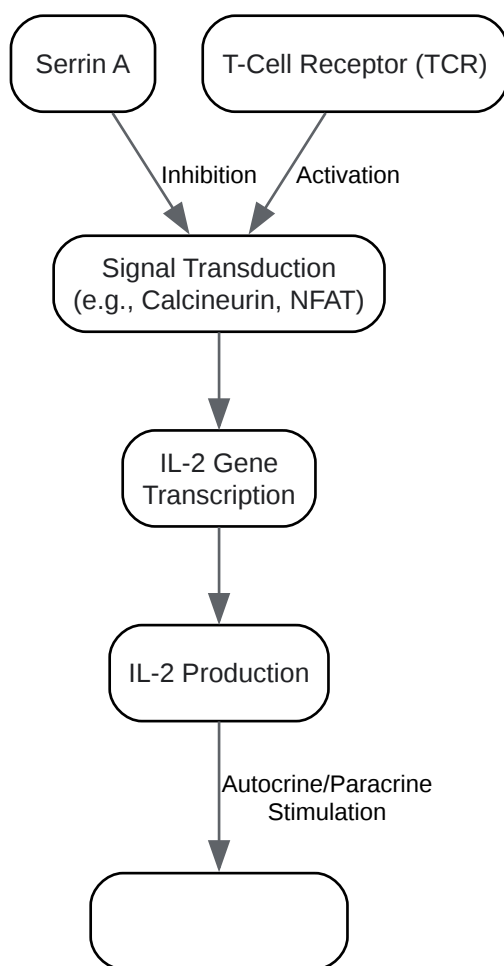 Serrin A
T-Cell Receptor (TCR)
Inhibition
Activation
Signal Transduction
(e.g., Calcineurin, NFAT)
IL-2 Gene
Transcription
IL-2 Production
Autocrine/Paracrine
Stimulation